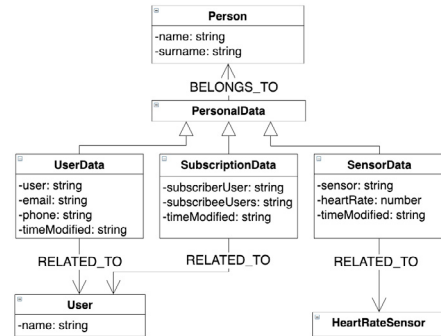 Person
-name: string
-surname: string
BELONGS_TO
PersonalData
UserData
-user: string
-email: string
-phone: string
-timeModified: string
SubscriptionData
-subscriberUser: string
-subscribeeUsers: string
-timeModified: string
SensorData
-sensor: string
-heartRate: number
-timeModified: string
RELATED_TO
RELATED_TO
RELATED_TO
User
-name: string
HeartRateSensor